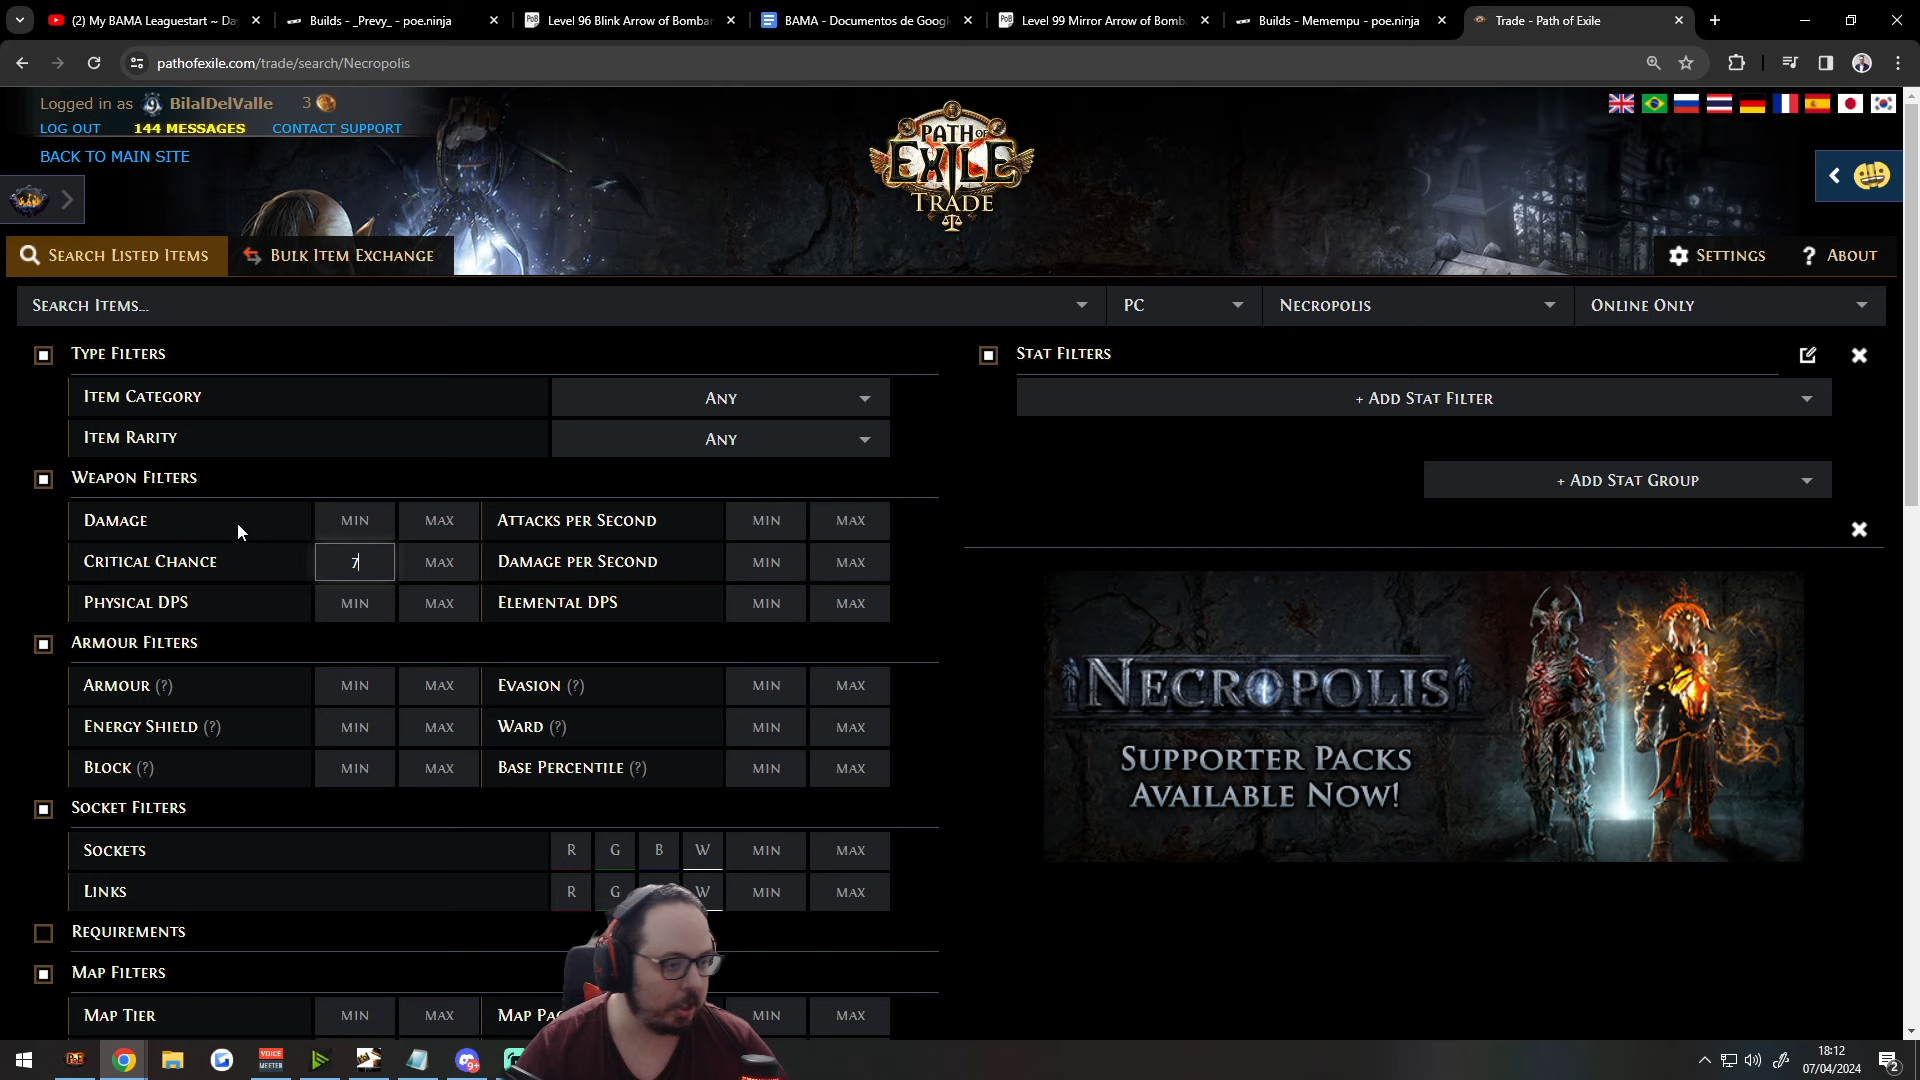 (2) My BAMA Leaguestart ~ Da
Builds - _Prevy_ - poe.ninja
Level 96 Blink Arrow of Bombar
BAMA - Documentos de Googl
Level 99 Mirror Arrow of Bomb
Builds - Memempu - poe.ninja
Trade - Path of Exile
pathofexile.com/trade/search/Necropolis
Logged in as BilalDelValle 3
LOG OUT 144 MESSAGES CONTACT SUPPORT
BACK TO MAIN SITE
PATH OF EXILE TRADE
SEARCH LISTED ITEMS
BULK ITEM EXCHANGE
SETTINGS
? ABOUT
SEARCH ITEMS...
PC
NECROPOLIS
ONLINE ONLY
TYPE FILTERS
ITEM CATEGORY ANY
ITEM RARITY ANY
WEAPON FILTERS
DAMAGE MIN MAX ATTACKS PER SECOND MIN MAX
CRITICAL CHANCE 7 MAX DAMAGE PER SECOND MIN MAX
PHYSICAL DPS MIN MAX ELEMENTAL DPS MIN MAX
ARMOUR FILTERS
ARMOUR (?) MIN MAX EVASION (?) MIN MAX
ENERGY SHIELD (?) MIN MAX WARD (?) MIN MAX
BLOCK (?) MIN MAX BASE PERCENTILE (?) MIN MAX
SOCKET FILTERS
SOCKETS R G B W MIN MAX
LINKS R G W MIN MAX
REQUIREMENTS
MAP FILTERS
MAP TIER MIN MAX MAP MIN MAX
STAT FILTERS
+ ADD STAT FILTER
+ ADD STAT GROUP
NECROPOLIS
SUPPORTER PACKS
AVAILABLE NOW!
POE
VOICE
MEETER
9+
18:12
07/04/2024
2